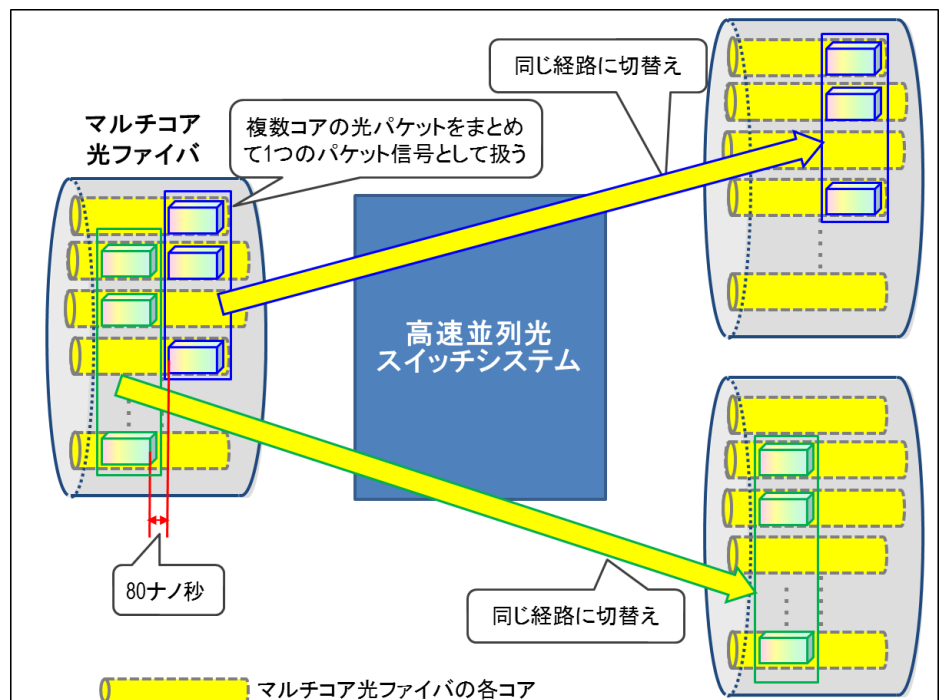 同じ経路に切替え
マルチコア
光ファイバ
複数コアの光パケットをまとめ
て1つのパケット信号として扱う
高速並列光
スイッチシステム
80ナノ秒
同じ経路に切替え
マルチコア光ファイバの各コア